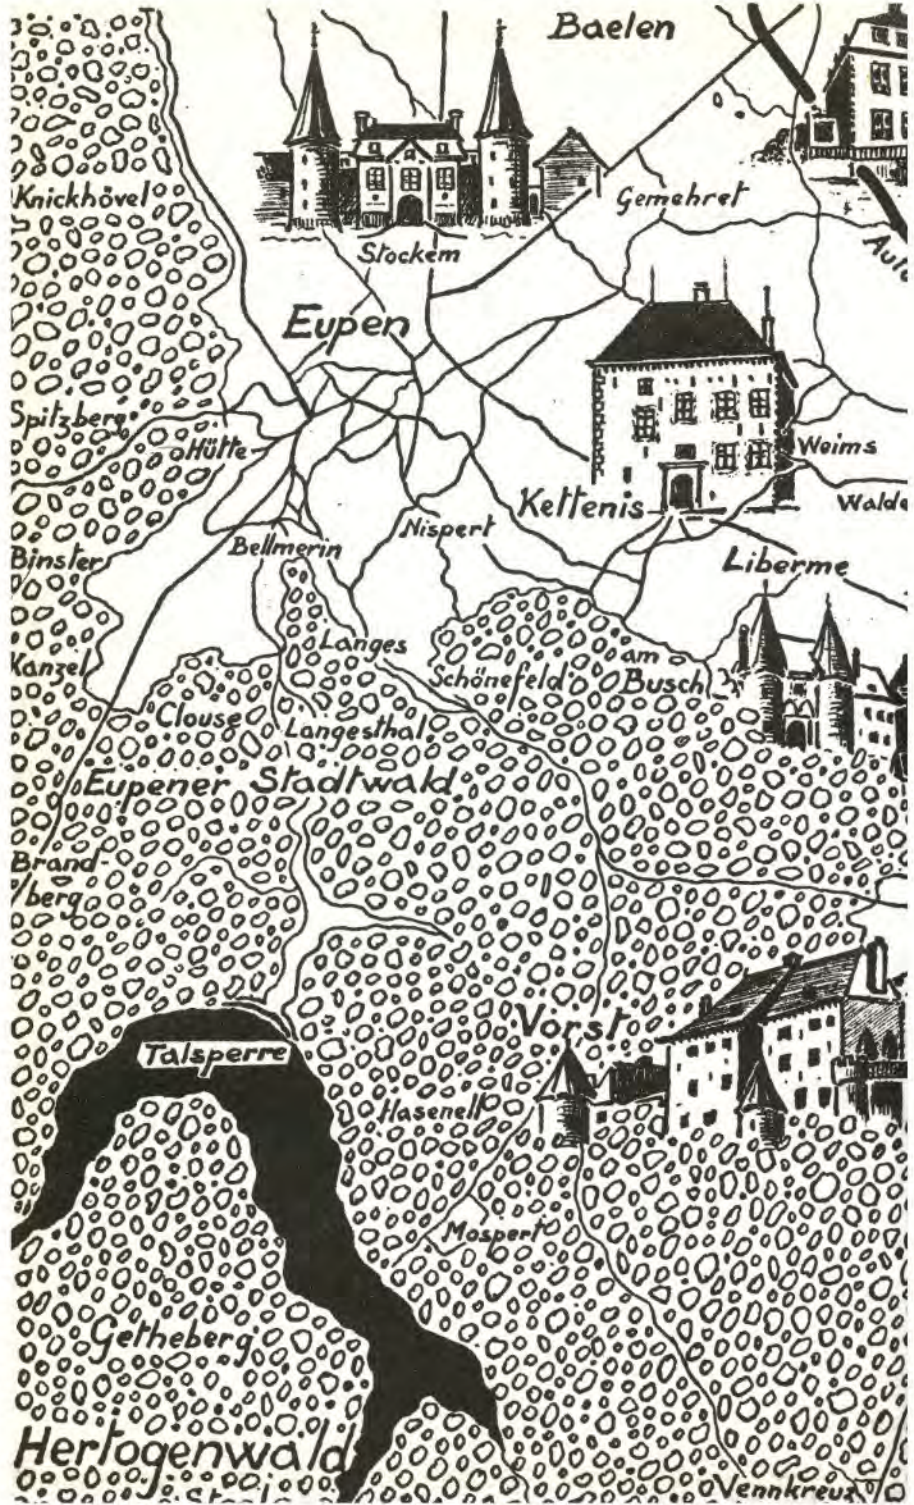 Baelen
Knickhövel
Gemehret
Stockem
Eupen
Spitzberg
Hütte
Weims
Kettenis
Walde
Nispert
Bellmerin
Binster
Liberme
Langes
am
Kanzel
Schönefeld
Busch
Clouse
Langesthal
Eupener Stadtwald
Brand-
berg
Vorst
Talsperre
Hasenell
Mospert
Getheberg
Hertogenwald
Vennkreuz